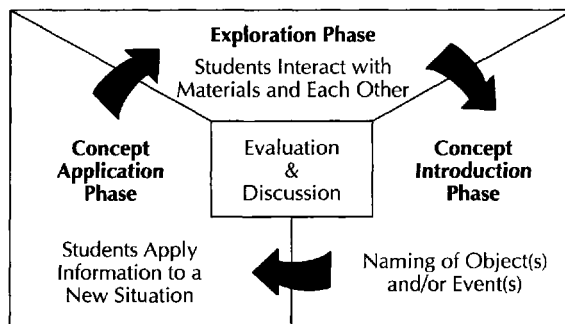 Exploration Phase
Students Interact with
Materials and Each Other
Concept
Application
Phase
Evaluation
&
Discussion
Concept
Introduction
Phase
Students Apply
Information to a
New Situation
Naming of Object(s)
and/or Event(s)